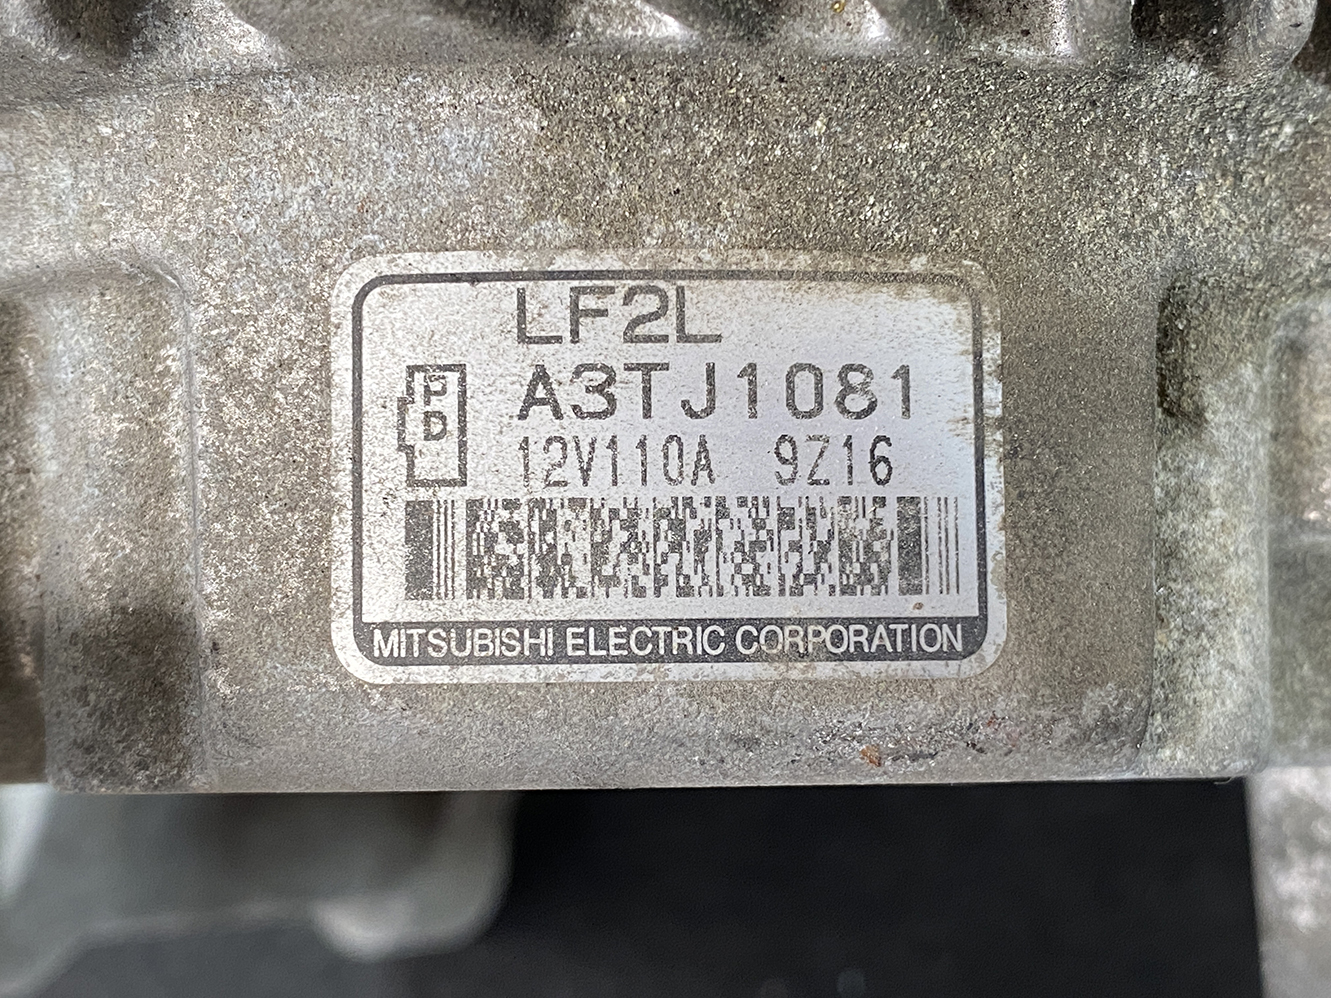 LF2L
A3TJ1081
P
D
12V110A 9Z16
MITSUBISHI ELECTRIC CORPORATION